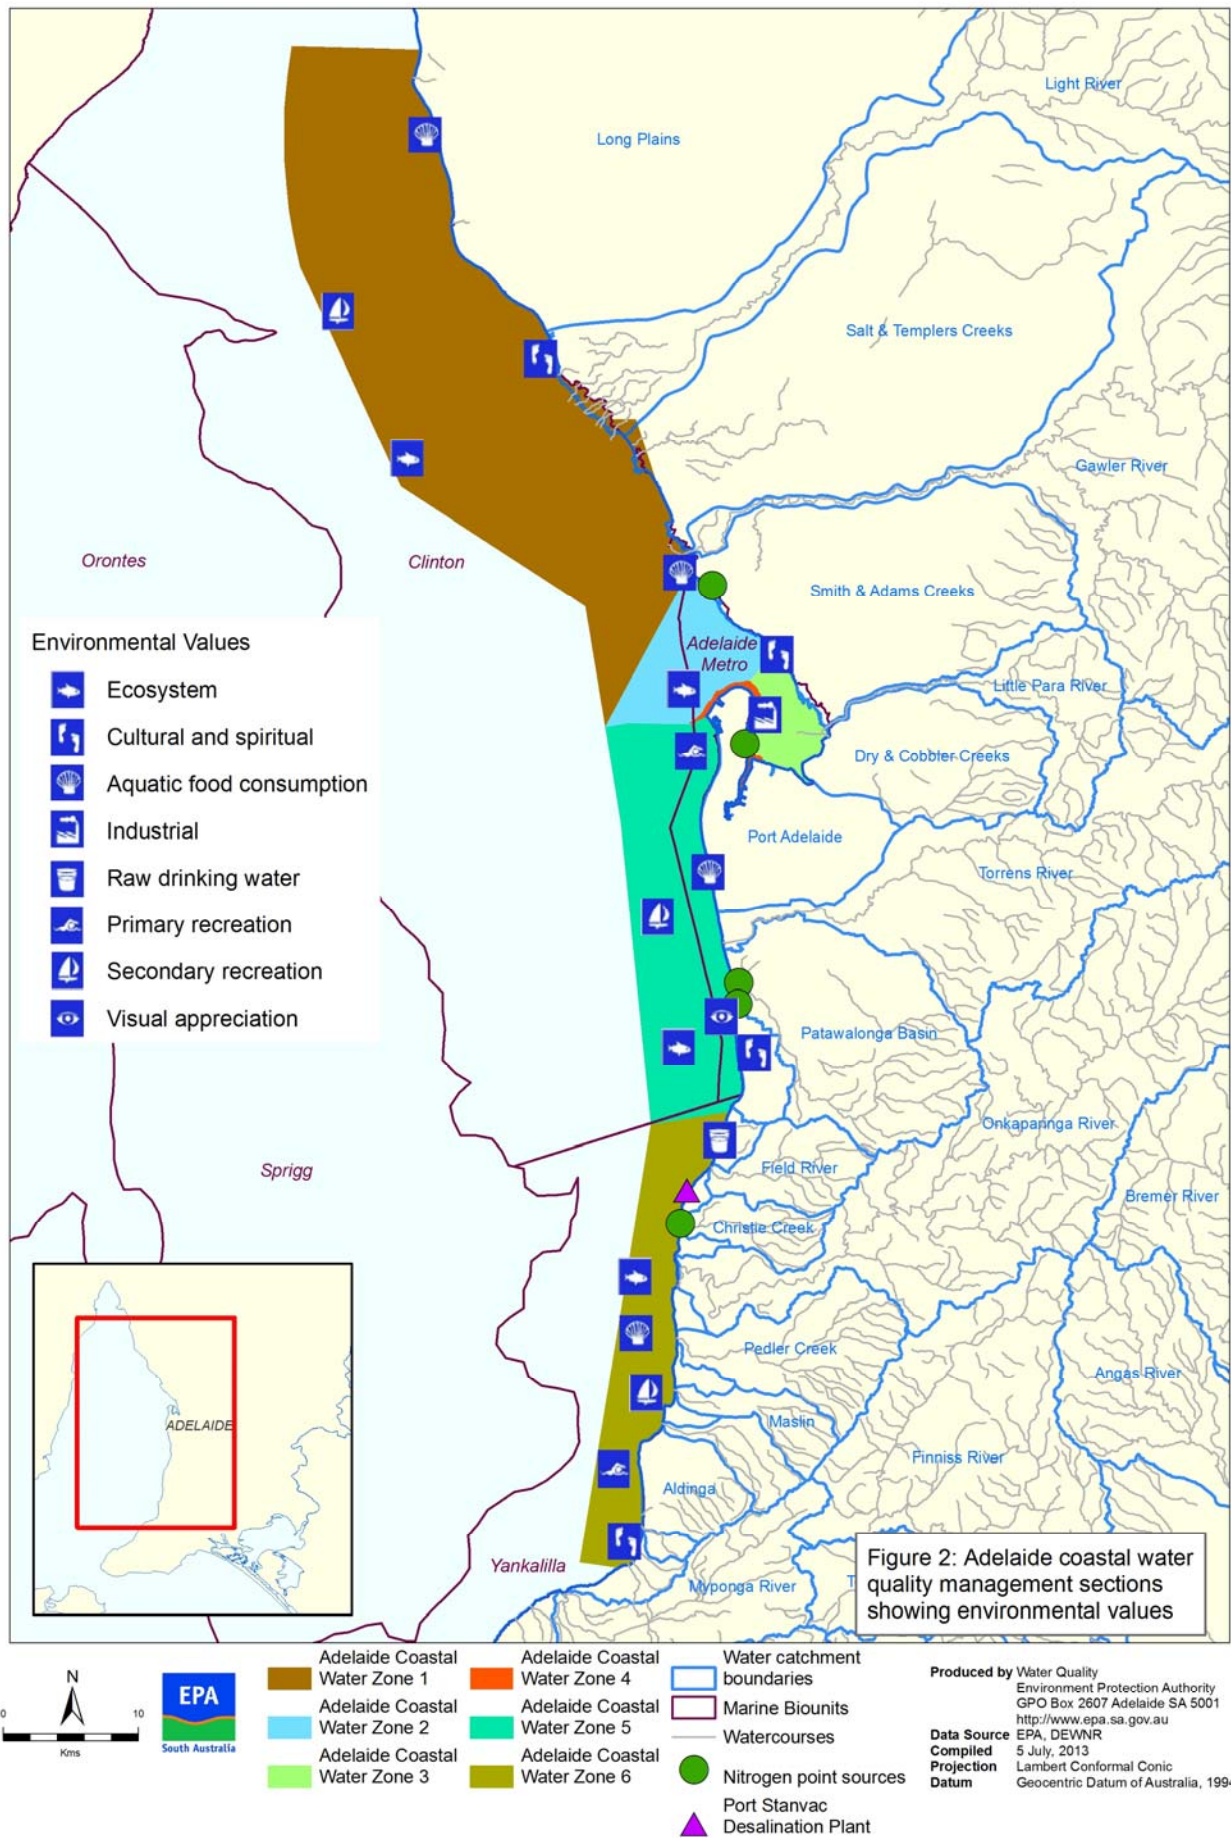 Light River
Long Plains
Salt & Templers Creeks
Gawler River
Orontes
Clinton
Smith & Adams Creeks
Adelaide
Metro
Little Para River
Dry & Cobbler Creeks
Port Adelaide
Torrens River
Environmental Values
Ecosystem
Cultural and spiritual
Aquatic food consumption
Industrial
Raw drinking water
Primary recreation
Secondary recreation
Visual appreciation
Patawalonga Basin
Onkaparinga River
Sprigg
Field River
Bremer River
Christie Creek
Pedler Creek
Angas River
Maslin
Finniss River
Aldinga
ADELAIDE
Yankalilla
Myponga River
T
Figure 2: Adelaide coastal water
quality management sections
showing environmental values
N
0 10
Kms
EPA
South Australia
Adelaide Coastal
Water Zone 1
Adelaide Coastal
Water Zone 2
Adelaide Coastal
Water Zone 3
Adelaide Coastal
Water Zone 4
Adelaide Coastal
Water Zone 5
Adelaide Coastal
Water Zone 6
Water catchment
boundaries
Marine Biounits
Watercourses
Nitrogen point sources
Port Stanvac
Desalination Plant
Produced by Water Quality
Environment Protection Authority
GPO Box 2607 Adelaide SA 5001
http://www.epa.sa.gov.au
Data Source EPA, DEWNR
Compiled 5 July, 2013
Projection Lambert Conformal Conic
Datum Geocentric Datum of Australia, 1994